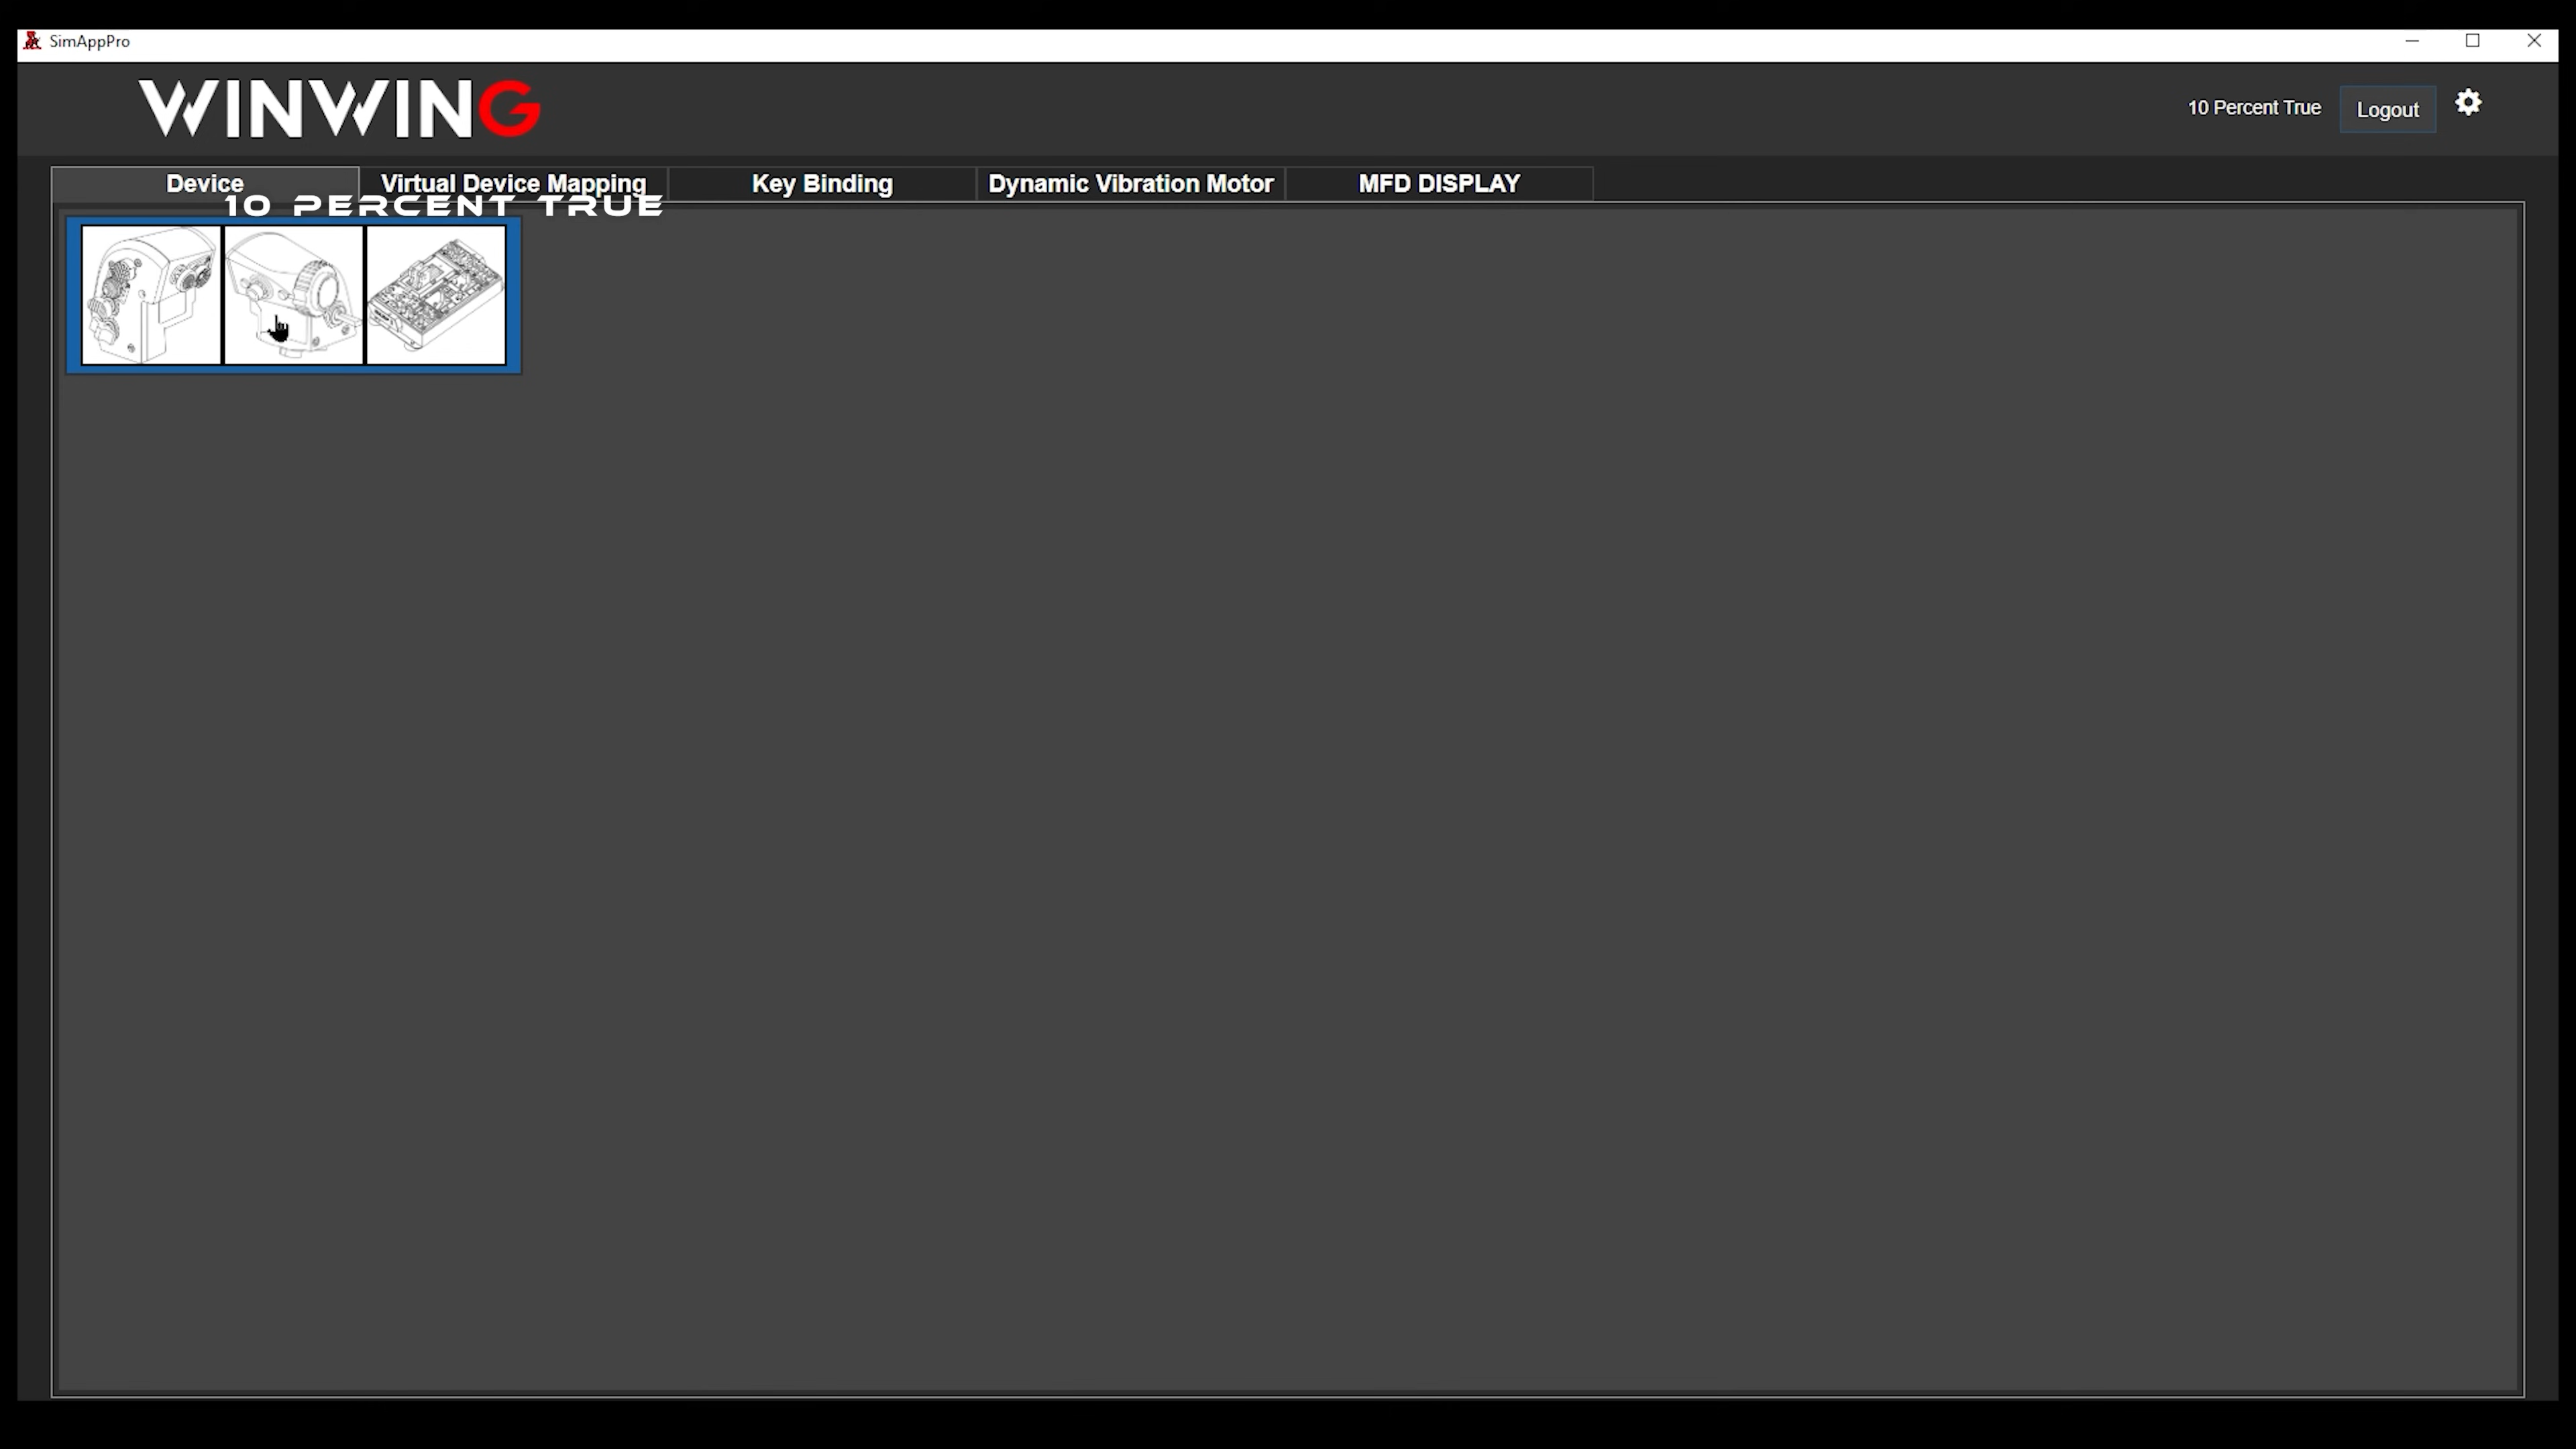 SimAppPro
WINWING
10 Percent True
Logout
Device
Virtual Device Mapping
Key Binding
Dynamic Vibration Motor
MFD DISPLAY
10 PERCENT TRUE